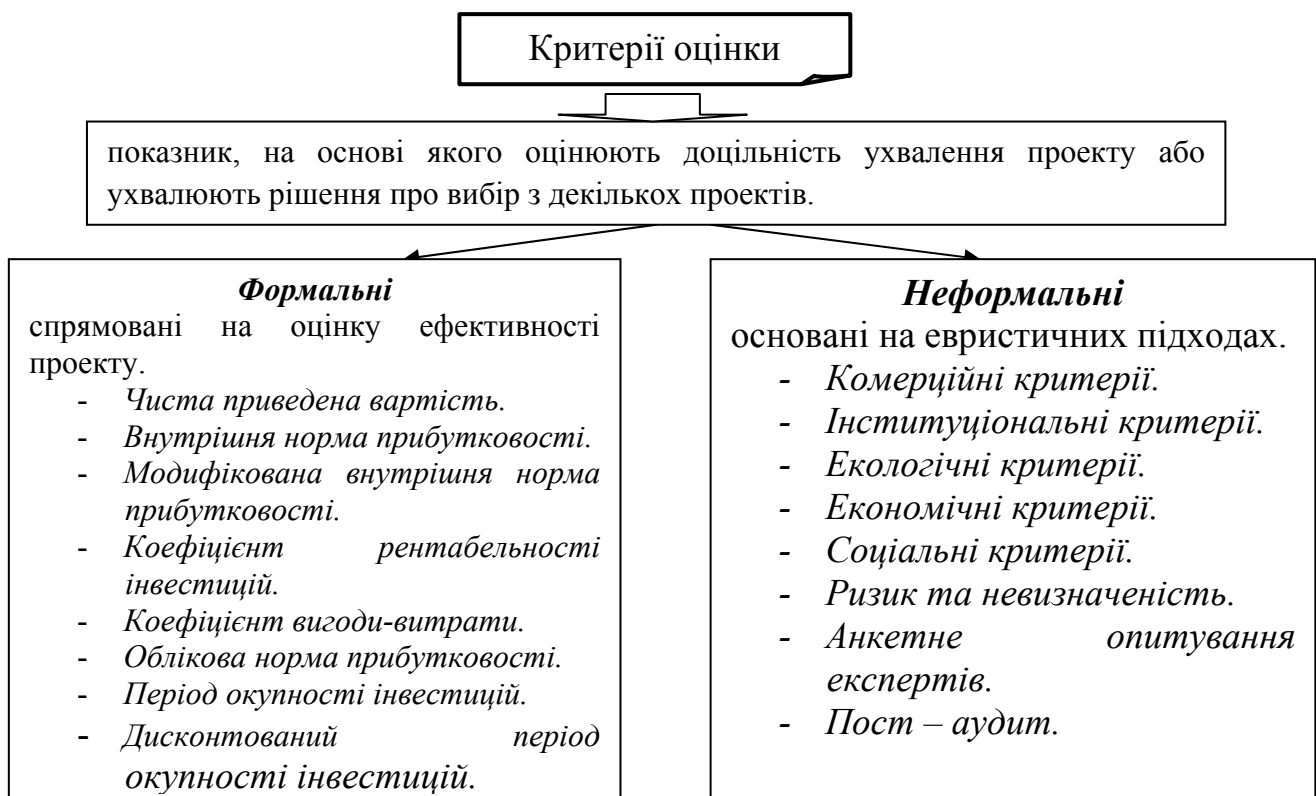 Критерії оцінки
показник, на основі якого оцінюють доцільність ухвалення проекту або
ухвалюють рішення про вибір з декількох проектів.
Формальні
спрямовані на оцінку ефективності
проекту.
- Чиста приведена вартість.
- Внутрішня норма прибутковості.
- Модифікована внутрішня норма
прибутковості.
- Коефіцієнт рентабельності
інвестицій.
- Коефіцієнт вигоди-витрати.
- Облікова норма прибутковості.
- Період окупності інвестицій.
- Дисконтований період
окупності інвестицій.
Неформальні
основані на евристичних підходах.
- Комерційні критерії.
- Інституціональні критерії.
- Екологічні критерії.
- Економічні критерії.
- Соціальні критерії.
- Ризик та невизначеність.
- Анкетне опитування
експертів.
- Пост – аудит.